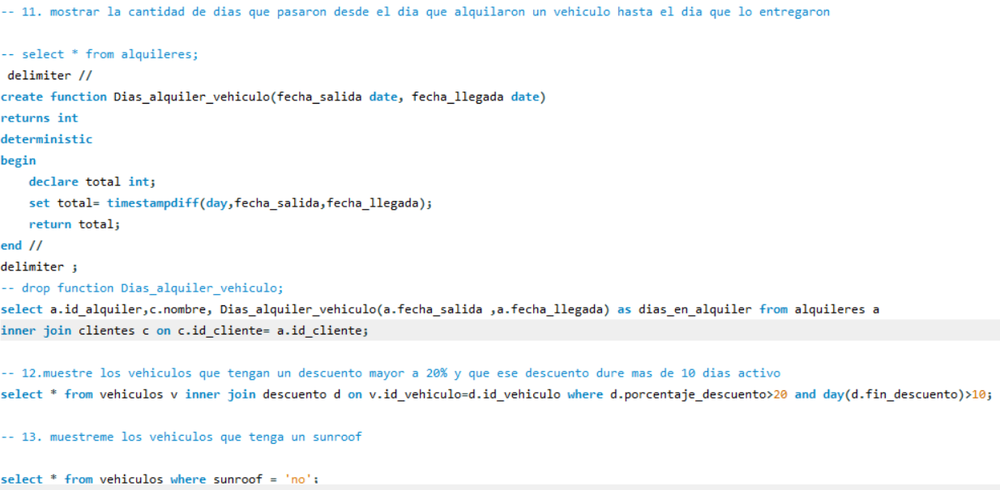 -- 11. mostrar la cantidad de dias que pasaron desde el dia que alquilaron un vehiculo hasta el dia que lo entregaron
-- select * from alquileres;
delimiter //
create function Dias_alquiler_vehiculo(fecha_salida date, fecha_llegada date)
returns int
deterministic
begin
declare total int;
set total= timestampdiff(day,fecha_salida,fecha_llegada);
return total;
end //
delimiter ;
-- drop function Dias_alquiler_vehiculo;
select a.id_alquiler,c.nombre, Dias_alquiler_vehiculo(a.fecha_salida ,a.fecha_llegada) as dias_en_alquiler from alquileres a
inner join clientes c on c.id_cliente= a.id_cliente;
-- 12.muestre los vehiculos que tengan un descuento mayor a 20% y que ese descuento dure mas de 10 dias activo
select * from vehiculos v inner join descuento d on v.id_vehiculo=d.id_vehiculo where d.porcentaje_descuento>20 and day(d.fin_descuento)>10;
-- 13. muestreme los vehiculos que tenga un sunroof
select * from vehiculos where sunroof = 'no';